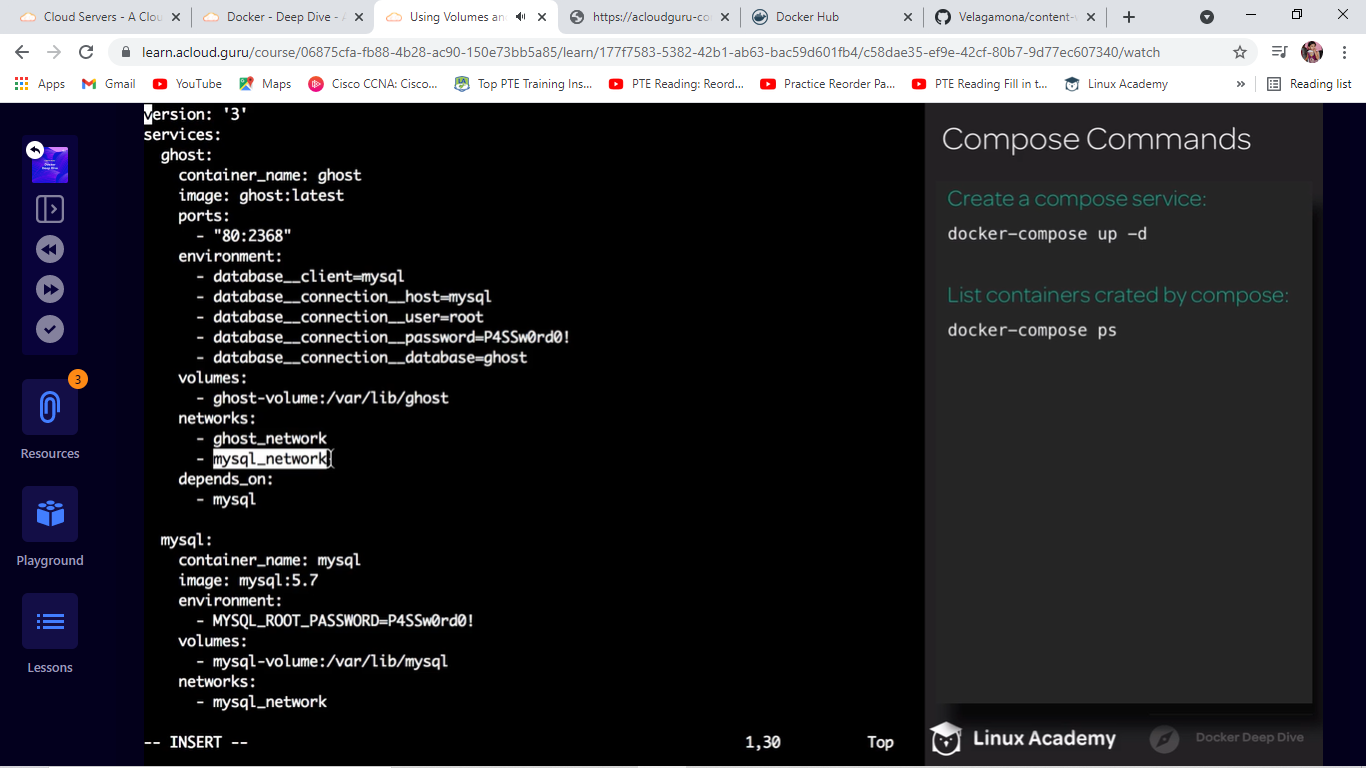 Cloud Servers - A Clou
Docker - Deep Dive - A
Using Volumes an
https://acloudguru-co
Docker Hub
Velagamona/content-
learn.acloud.guru/course/06875cfa-fb88-4b28-ac90-150e73bb5a85/learn/177f7583-5382-42b1-ab63-bac59d601fb4/c58dae35-ef9e-42cf-80b7-9d77ec607340/watch
Apps
Gmail
YouTube
Maps
Cisco CCNA: Cisco...
Top PTE Training Ins...
PTE Reading: Reord...
Practice Reorder Pa...
PTE Reading Fill in t...
Linux Academy
»
Reading list
3
Resources
Playground
Lessons
version: '3'
services:
  ghost:
    container_name: ghost
    image: ghost:latest
    ports:
      - "80:2368"
    environment:
      - database__client=mysql
      - database__connection__host=mysql
      - database__connection__user=root
      - database__connection__password=P4SSw0rd0!
      - database__connection__database=ghost
    volumes:
      - ghost-volume:/var/lib/ghost
    networks:
      - ghost_network
      - mysql_network
    depends_on:
      - mysql
  mysql:
    container_name: mysql
    image: mysql:5.7
    environment:
      - MYSQL_ROOT_PASSWORD=P4SSw0rd0!
    volumes:
      - mysql-volume:/var/lib/mysql
    networks:
      - mysql_network
-- INSERT -- 1,30 Top
Compose Commands
Create a compose service:
docker-compose up -d
List containers crated by compose:
docker-compose ps
Linux Academy
Docker Deep Dive